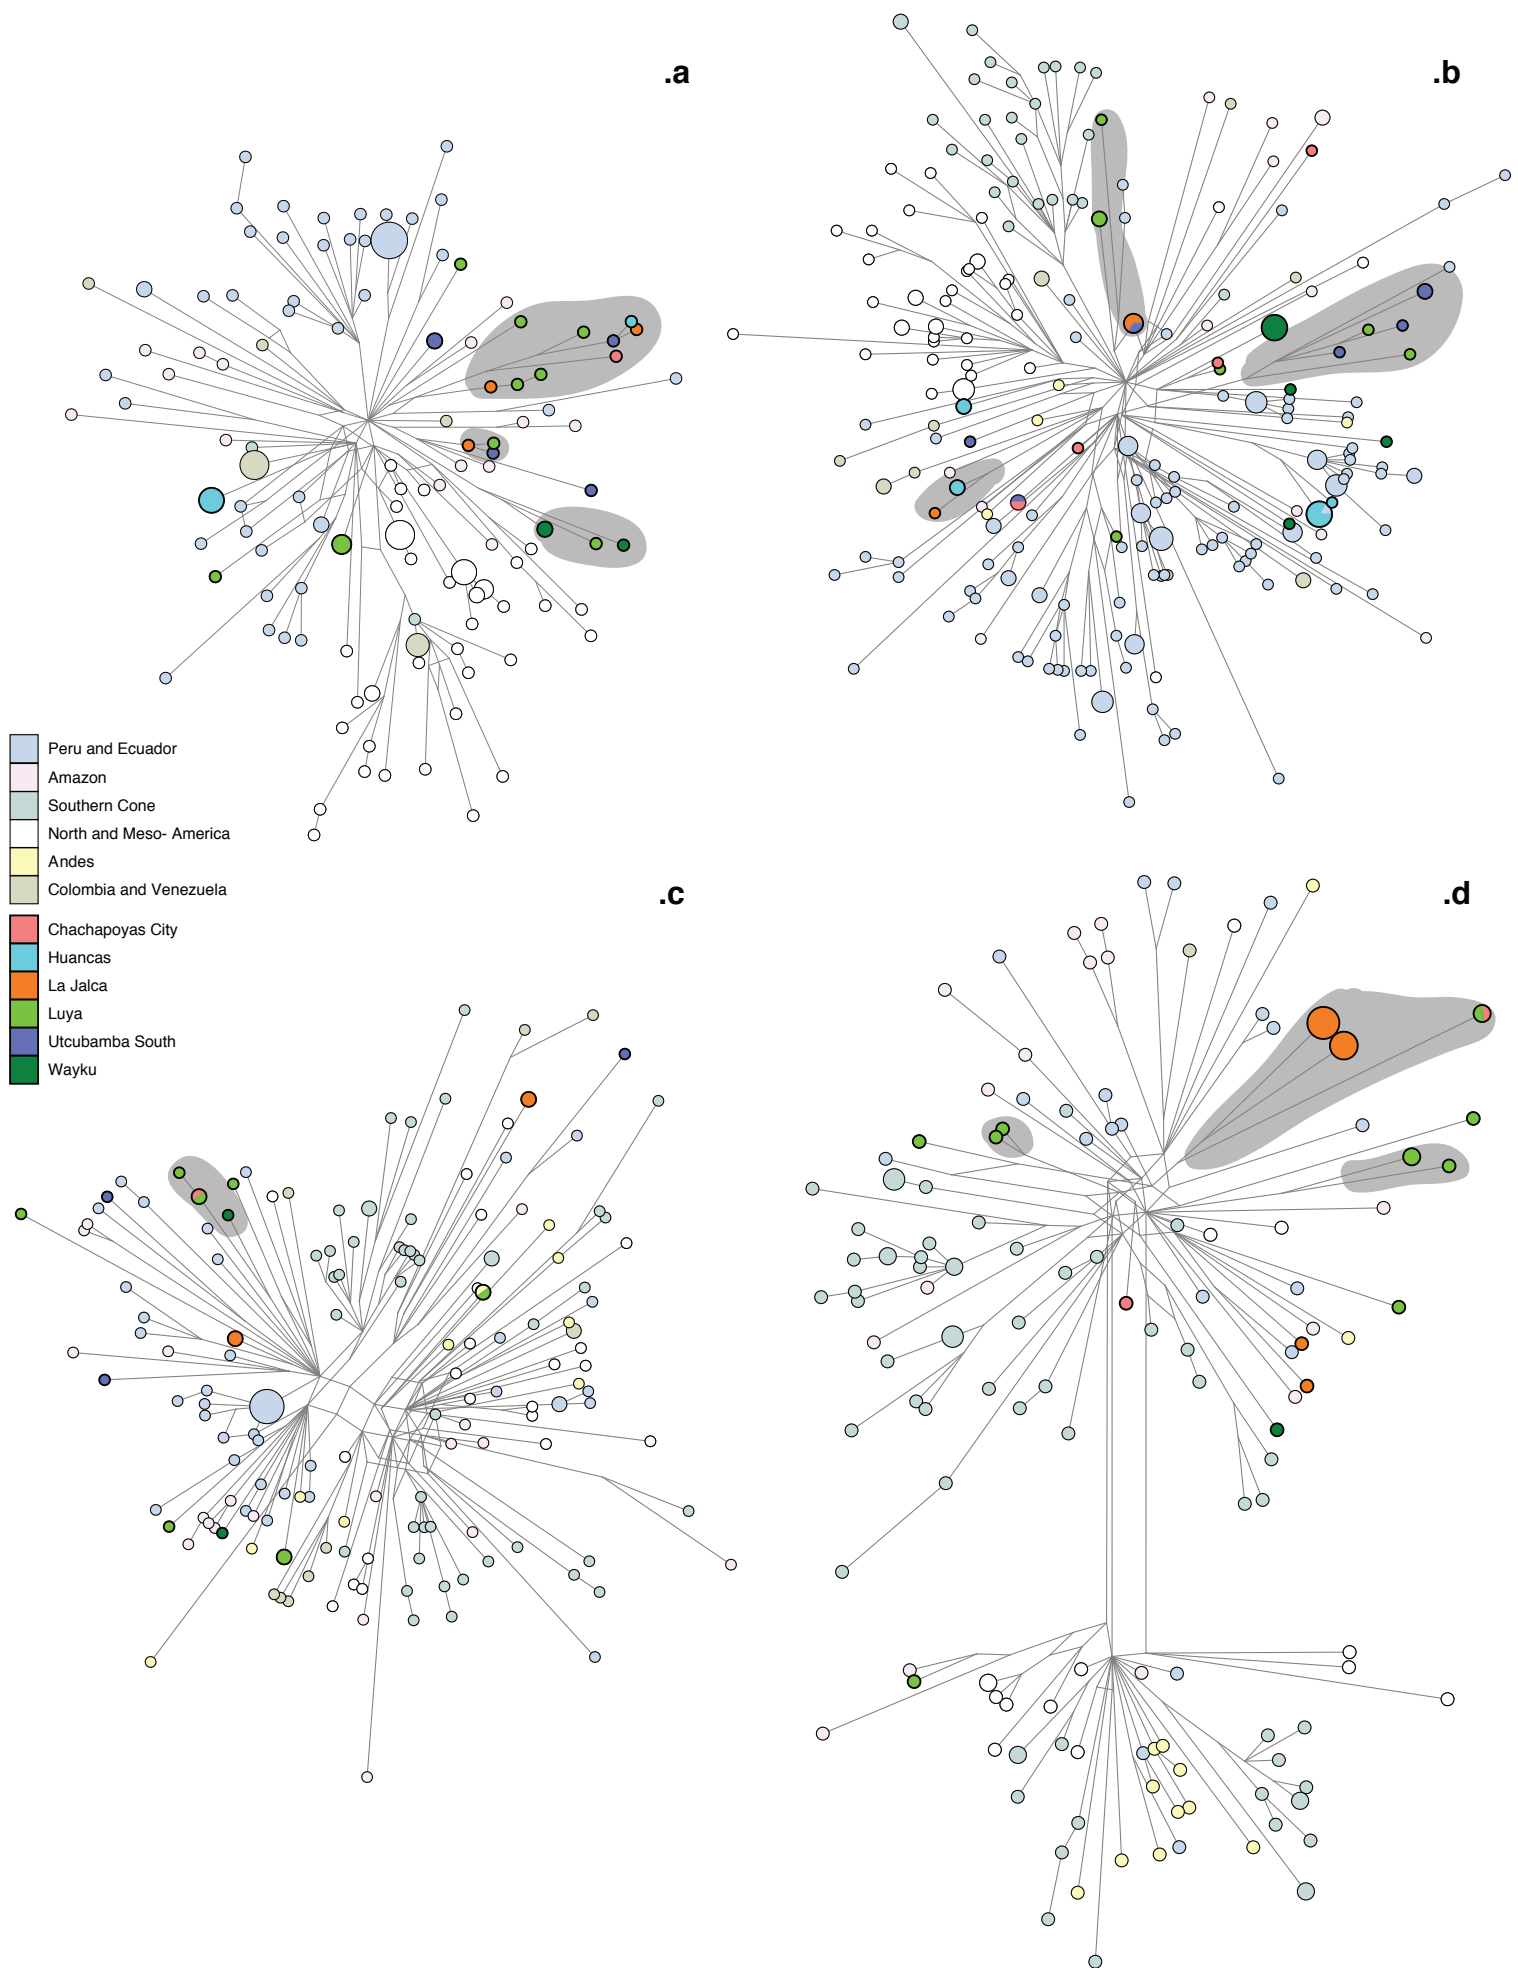 .a
.b
Peru and Ecuador
Amazon
Southern Cone
North and Meso- America
Andes
Colombia and Venezuela
.c
.d
Chachapoyas City
Huancas
La Jalca
Luya
Utcubamba South
Wayku